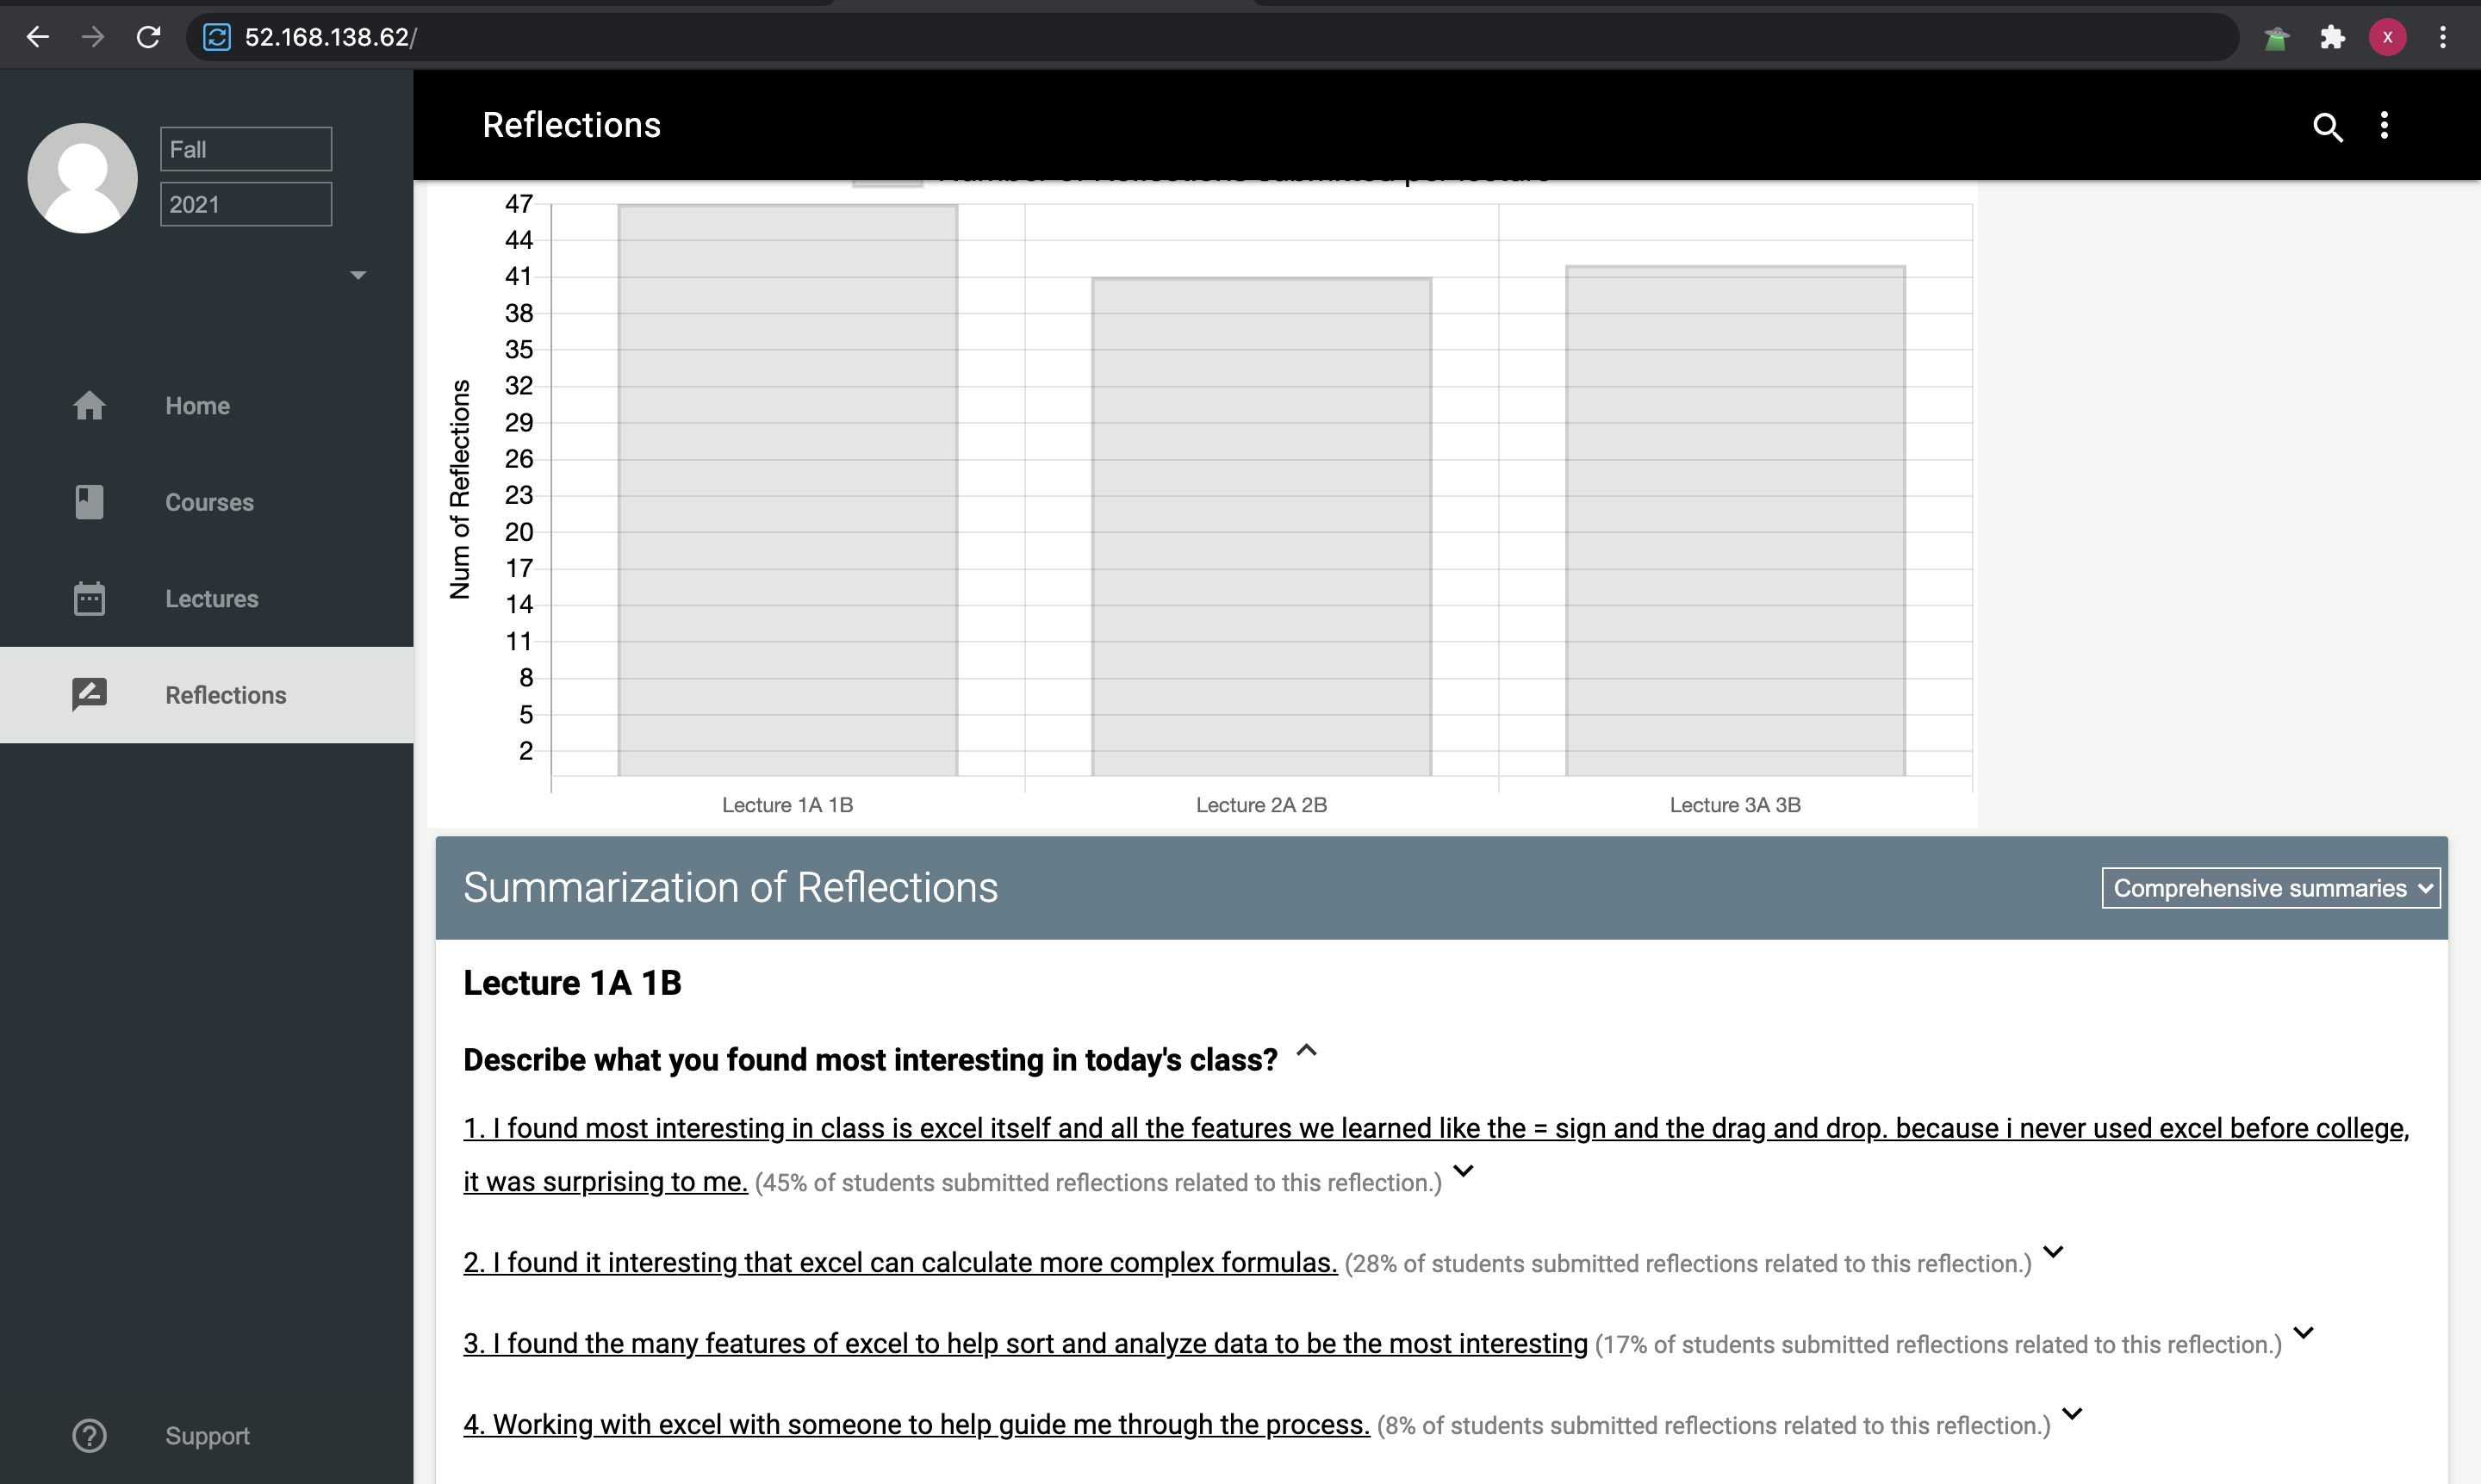 52.168.138.62/
X
Fall
2021
Home
Courses
Lectures
Reflections
Support
Reflections
Number of Reflections submitted per lecture
Num of Reflections
47
44
41
38
35
32
29
26
23
20
17
14
11
8
5
2
Lecture 1A 1B
Lecture 2A 2B
Lecture 3A 3B
Summarization of Reflections
Comprehensive summaries
Lecture 1A 1B
Describe what you found most interesting in today's class?
1. I found most interesting in class is excel itself and all the features we learned like the = sign and the drag and drop. because i never used excel before college,
it was surprising to me. (45% of students submitted reflections related to this reflection.)
2. I found it interesting that excel can calculate more complex formulas. (28% of students submitted reflections related to this reflection.)
3. I found the many features of excel to help sort and analyze data to be the most interesting (17% of students submitted reflections related to this reflection.)
4. Working with excel with someone to help guide me through the process. (8% of students submitted reflections related to this reflection.)